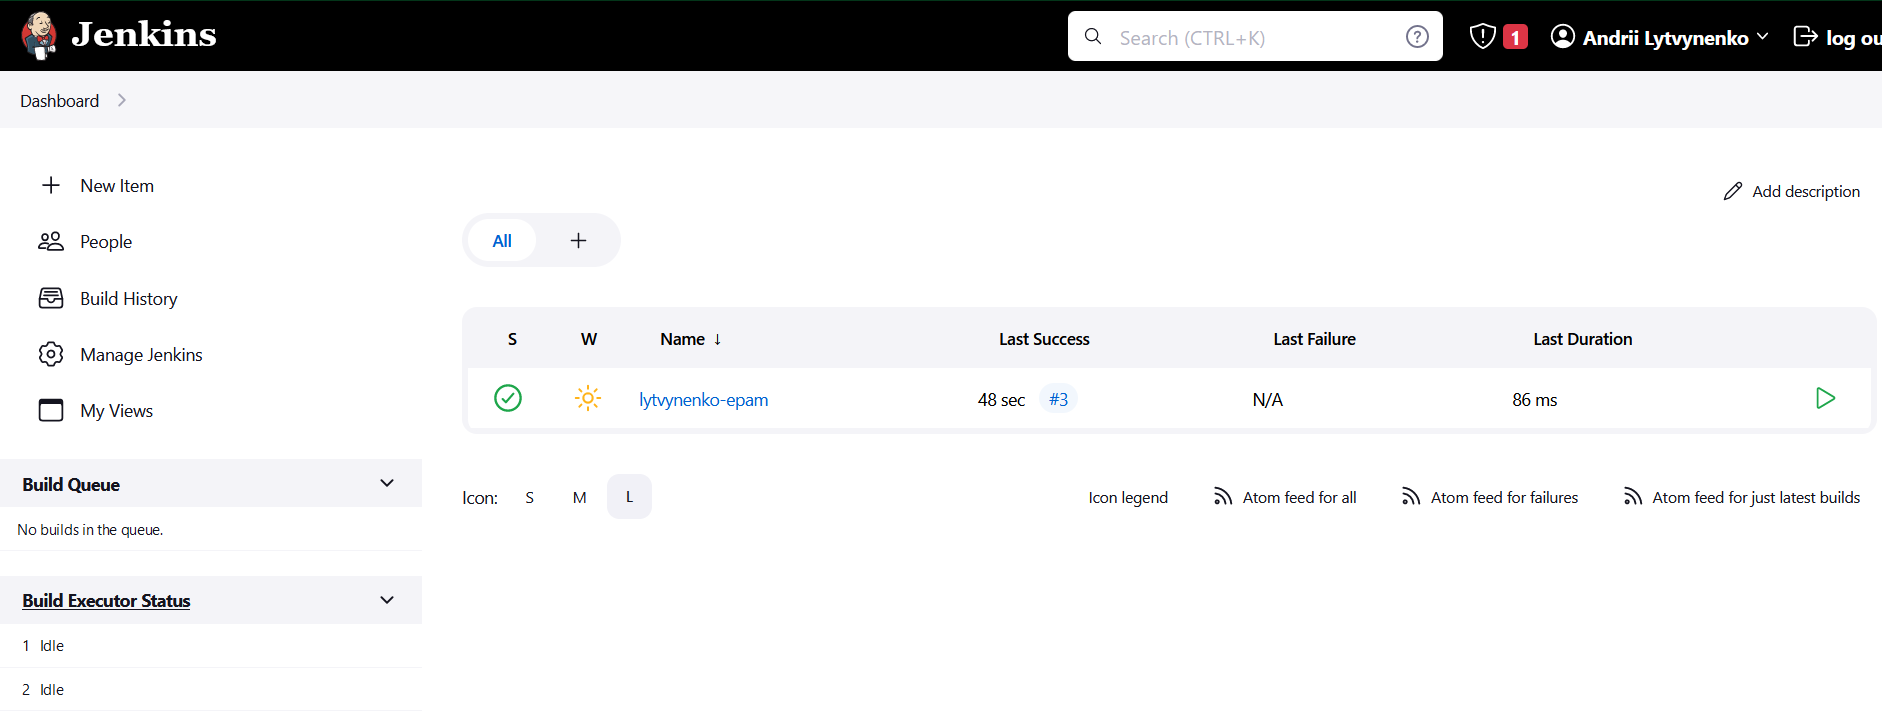 Jenkins
Search (CTRL+K)
1
Andrii Lytvynenko
log ou
Dashboard
New Item
People
Build History
Manage Jenkins
My Views
Build Queue
No builds in the queue.
Build Executor Status
1 Idle
2 Idle
Add description
All +
S W Name ↓ Last Success Last Failure Last Duration
lytvynenko-epam 48 sec #3 N/A 86 ms
Icon: S M L
Icon legend
Atom feed for all
Atom feed for failures
Atom feed for just latest builds